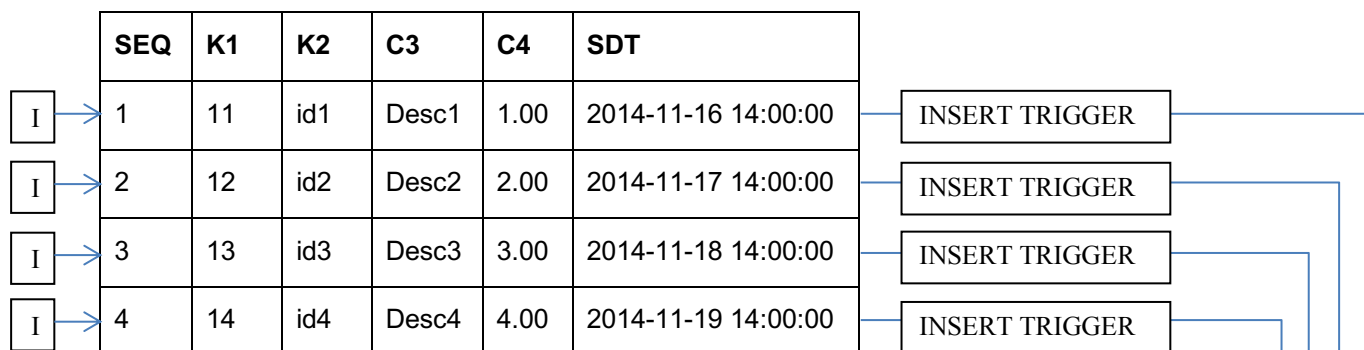 SEQ K1 K2 C3 C4 SDT
I 1 11 id1 Desc1 1.00 2014-11-16 14:00:00 INSERT TRIGGER
I 2 12 id2 Desc2 2.00 2014-11-17 14:00:00 INSERT TRIGGER
I 3 13 id3 Desc3 3.00 2014-11-18 14:00:00 INSERT TRIGGER
I 4 14 id4 Desc4 4.00 2014-11-19 14:00:00 INSERT TRIGGER